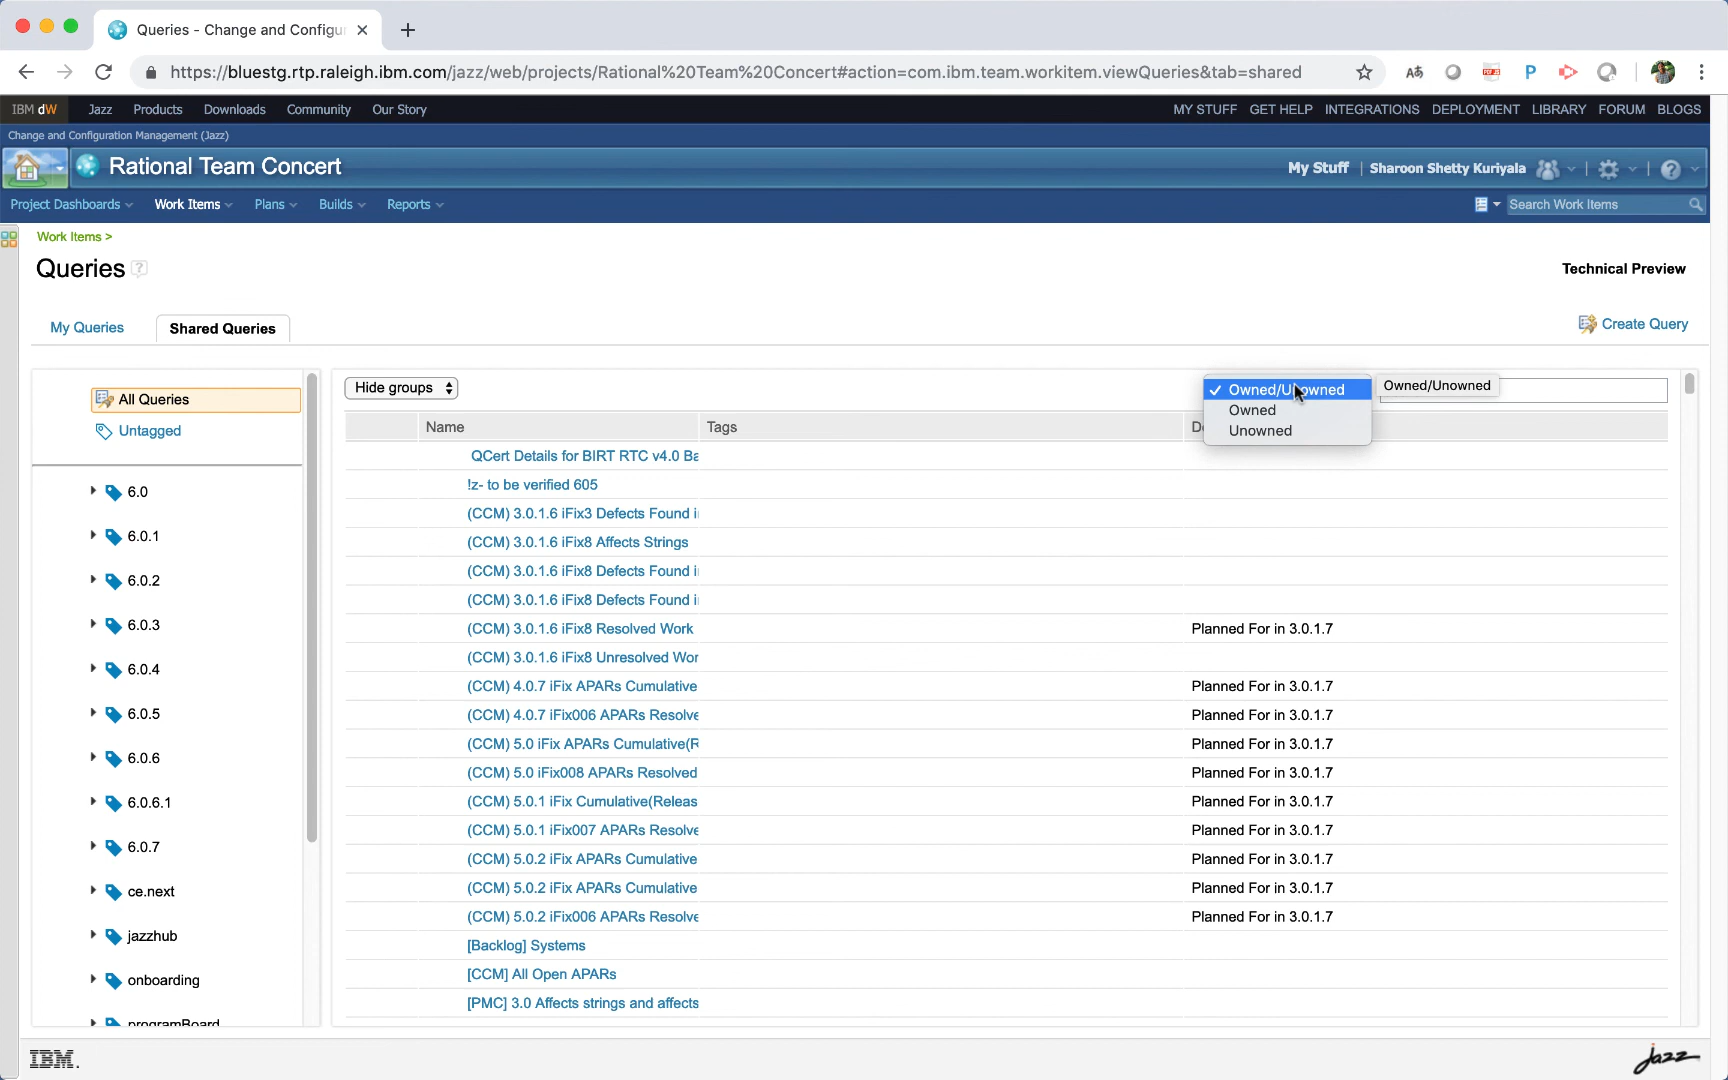 Queries - Change and Configu
https://bluestg.rtp.raleigh.ibm.com/jazz/web/projects/Rational%20Team%20Concert#action=com.ibm.team.workitem.viewQueries&tab=shared
IBM dW Jazz Products Downloads Community Our Story MY STUFF GET HELP INTEGRATIONS DEPLOYMENT LIBRARY FORUM BLOGS
Change and Configuration Management (Jazz)
Rational Team Concert My Stuff Sharoon Shetty Kuriyala
Project Dashboards Work Items Plans Builds Reports Search Work Items
Work Items >
Queries ?
Technical Preview
My Queries Shared Queries Create Query
All Queries
Untagged
6.0
6.0.1
6.0.2
6.0.3
6.0.4
6.0.5
6.0.6
6.0.6.1
6.0.7
ce.next
jazzhub
onboarding
programBoard
Hide groups
Owned/Unowned
Owned
Unowned
Owned/Unowned
Name Tags
QCert Details for BIRT RTC v4.0 Ba
!z- to be verified 605
(CCM) 3.0.1.6 iFix3 Defects Found i
(CCM) 3.0.1.6 iFix8 Affects Strings
(CCM) 3.0.1.6 iFix8 Defects Found i
(CCM) 3.0.1.6 iFix8 Defects Found i
(CCM) 3.0.1.6 iFix8 Resolved Work Planned For in 3.0.1.7
(CCM) 3.0.1.6 iFix8 Unresolved Wor
(CCM) 4.0.7 iFix APARs Cumulative Planned For in 3.0.1.7
(CCM) 4.0.7 iFix006 APARs Resolve Planned For in 3.0.1.7
(CCM) 5.0 iFix APARs Cumulative(R Planned For in 3.0.1.7
(CCM) 5.0 iFix008 APARs Resolved Planned For in 3.0.1.7
(CCM) 5.0.1 iFix Cumulative(Releas Planned For in 3.0.1.7
(CCM) 5.0.1 iFix007 APARs Resolve Planned For in 3.0.1.7
(CCM) 5.0.2 iFix APARs Cumulative Planned For in 3.0.1.7
(CCM) 5.0.2 iFix APARs Cumulative Planned For in 3.0.1.7
(CCM) 5.0.2 iFix006 APARs Resolve Planned For in 3.0.1.7
[Backlog] Systems
[CCM] All Open APARs
[PMC] 3.0 Affects strings and affects
IBM.
jazz